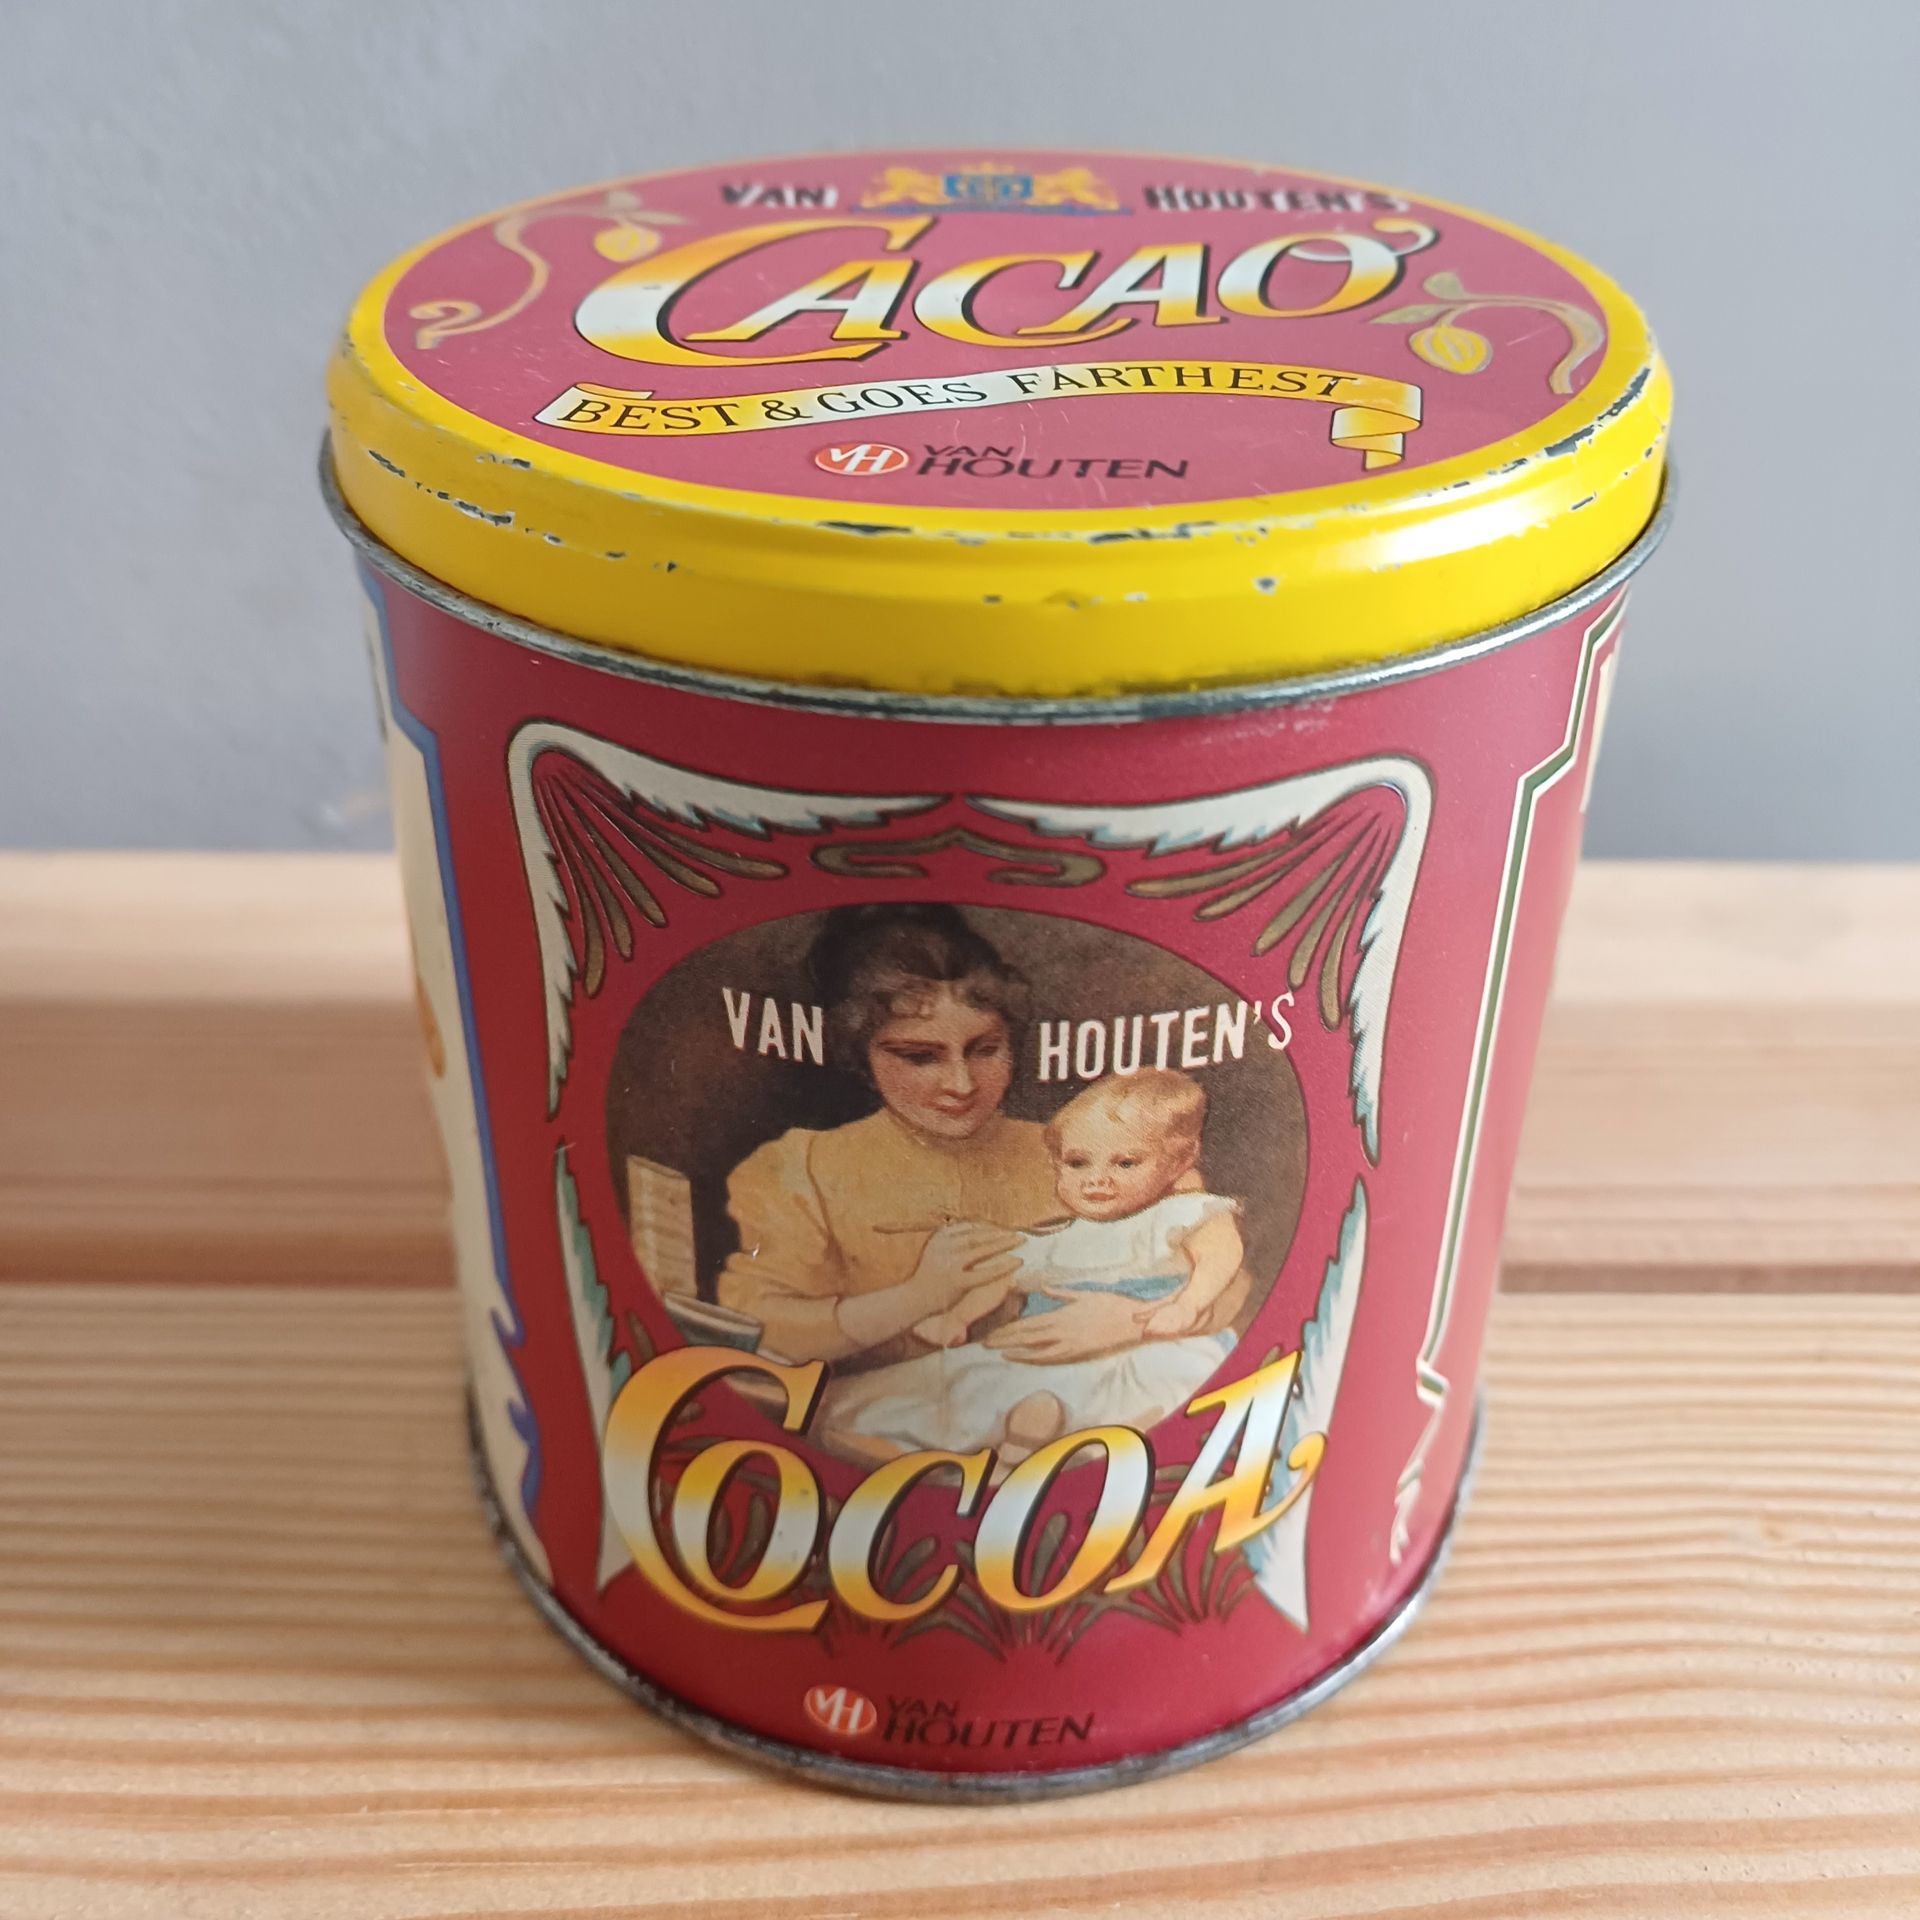 VAN HOUTEN'S
CACAO
BEST & GOES FARTHEST
VH VAN HOUTEN
VAN HOUTEN'S
COCOA
VH VAN HOUTEN